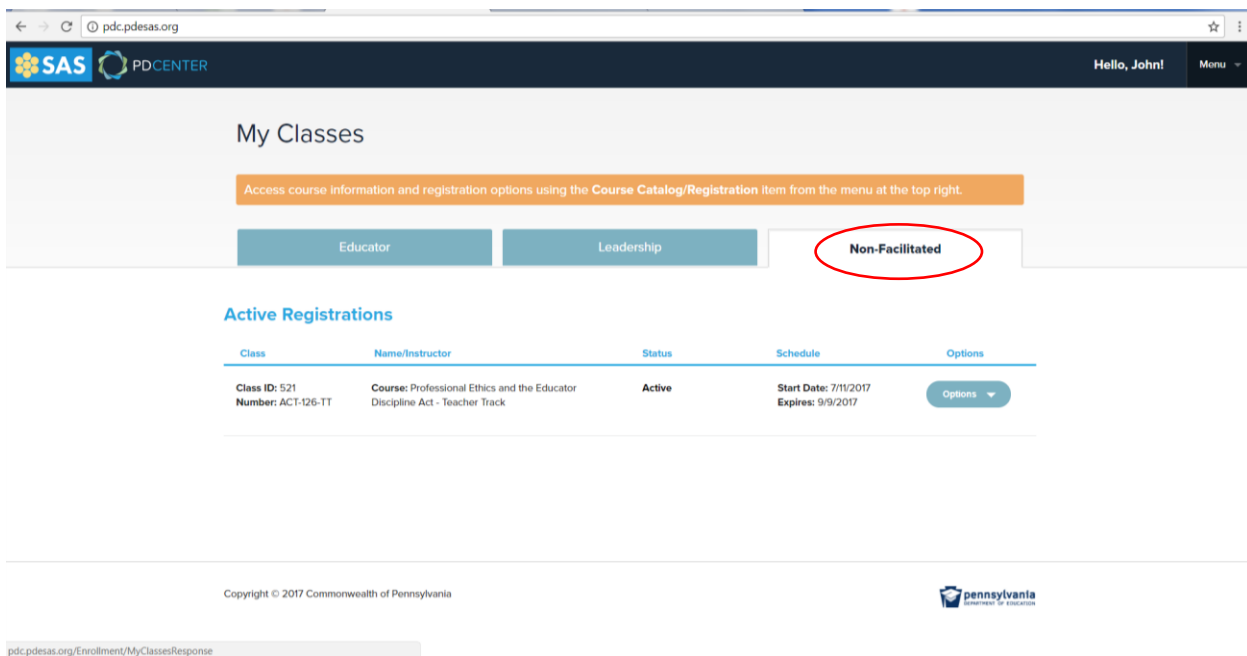 pdc.pdesas.org
SAS PDCENTER
Hello, John!
Menu
My Classes
Access course information and registration options using the Course Catalog/Registration item from the menu at the top right.
Educator
Leadership
Non-Facilitated
Active Registrations
Class Name/Instructor Status Schedule Options
Class ID: 521 Course: Professional Ethics and the Educator Active Start Date: 7/11/2017 Options
Number: ACT-126-TT Discipline Act - Teacher Track Expires: 9/9/2017
Copyright © 2017 Commonwealth of Pennsylvania
pennsylvania
DEPARTMENT OF EDUCATION
pdc.pdesas.org/Enrollment/MyClassesResponse